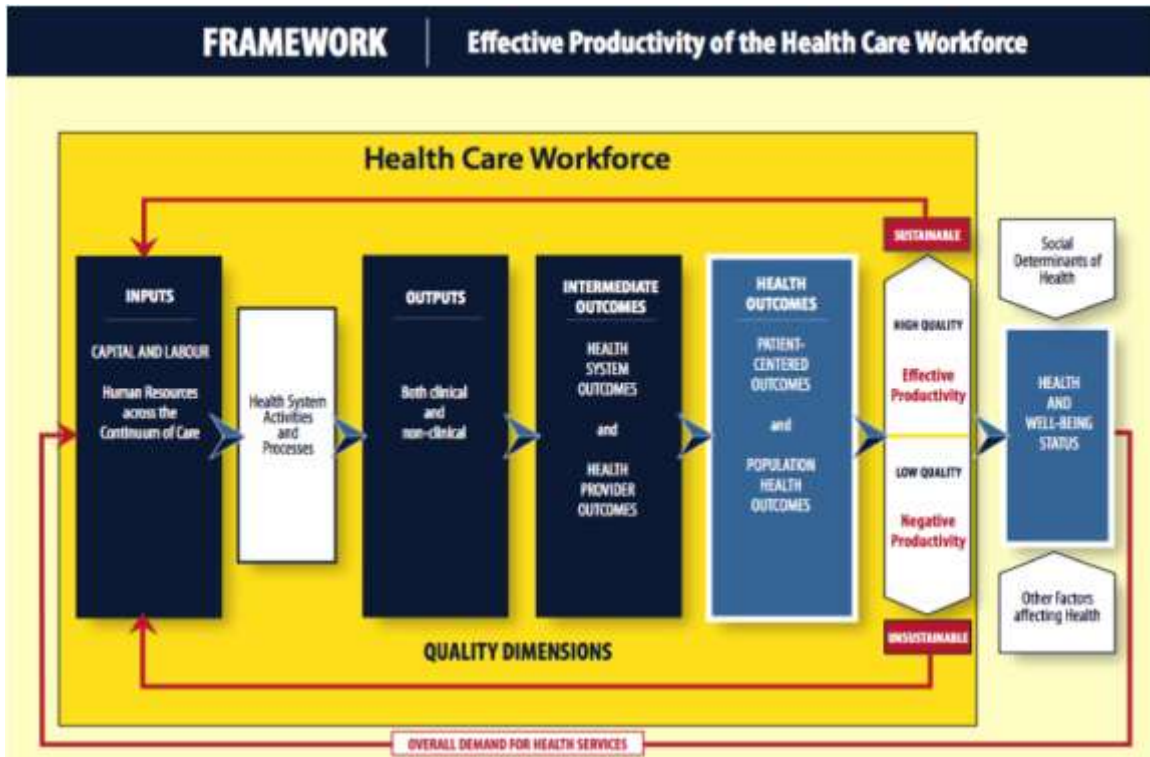 FRAMEWORK
Effective Productivity of the Health Care Workforce
Health Care Workforce
INPUTS
CAPITAL AND LABOUR
Human Resources
across the
Continuum of Care
Health System
Activities
and
Processes
OUTPUTS
Both clinical
and
non-clinical
INTERMEDIATE
OUTCOMES
HEALTH
SYSTEM
OUTCOMES
and
HEALTH
PROVIDER
OUTCOMES
HEALTH
OUTCOMES
PATIENT-
CENTERED
OUTCOMES
and
POPULATION
HEALTH
OUTCOMES
SUSTAINABLE
HIGH QUALITY
Effective
Productivity
LOW QUALITY
Negative
Productivity
UNSUSTAINABLE
Social
Determinants of
Health
HEALTH
AND
WELL-BEING
STATUS
Other Factors
affecting Health
QUALITY DIMENSIONS
OVERALL DEMAND FOR HEALTH SERVICES